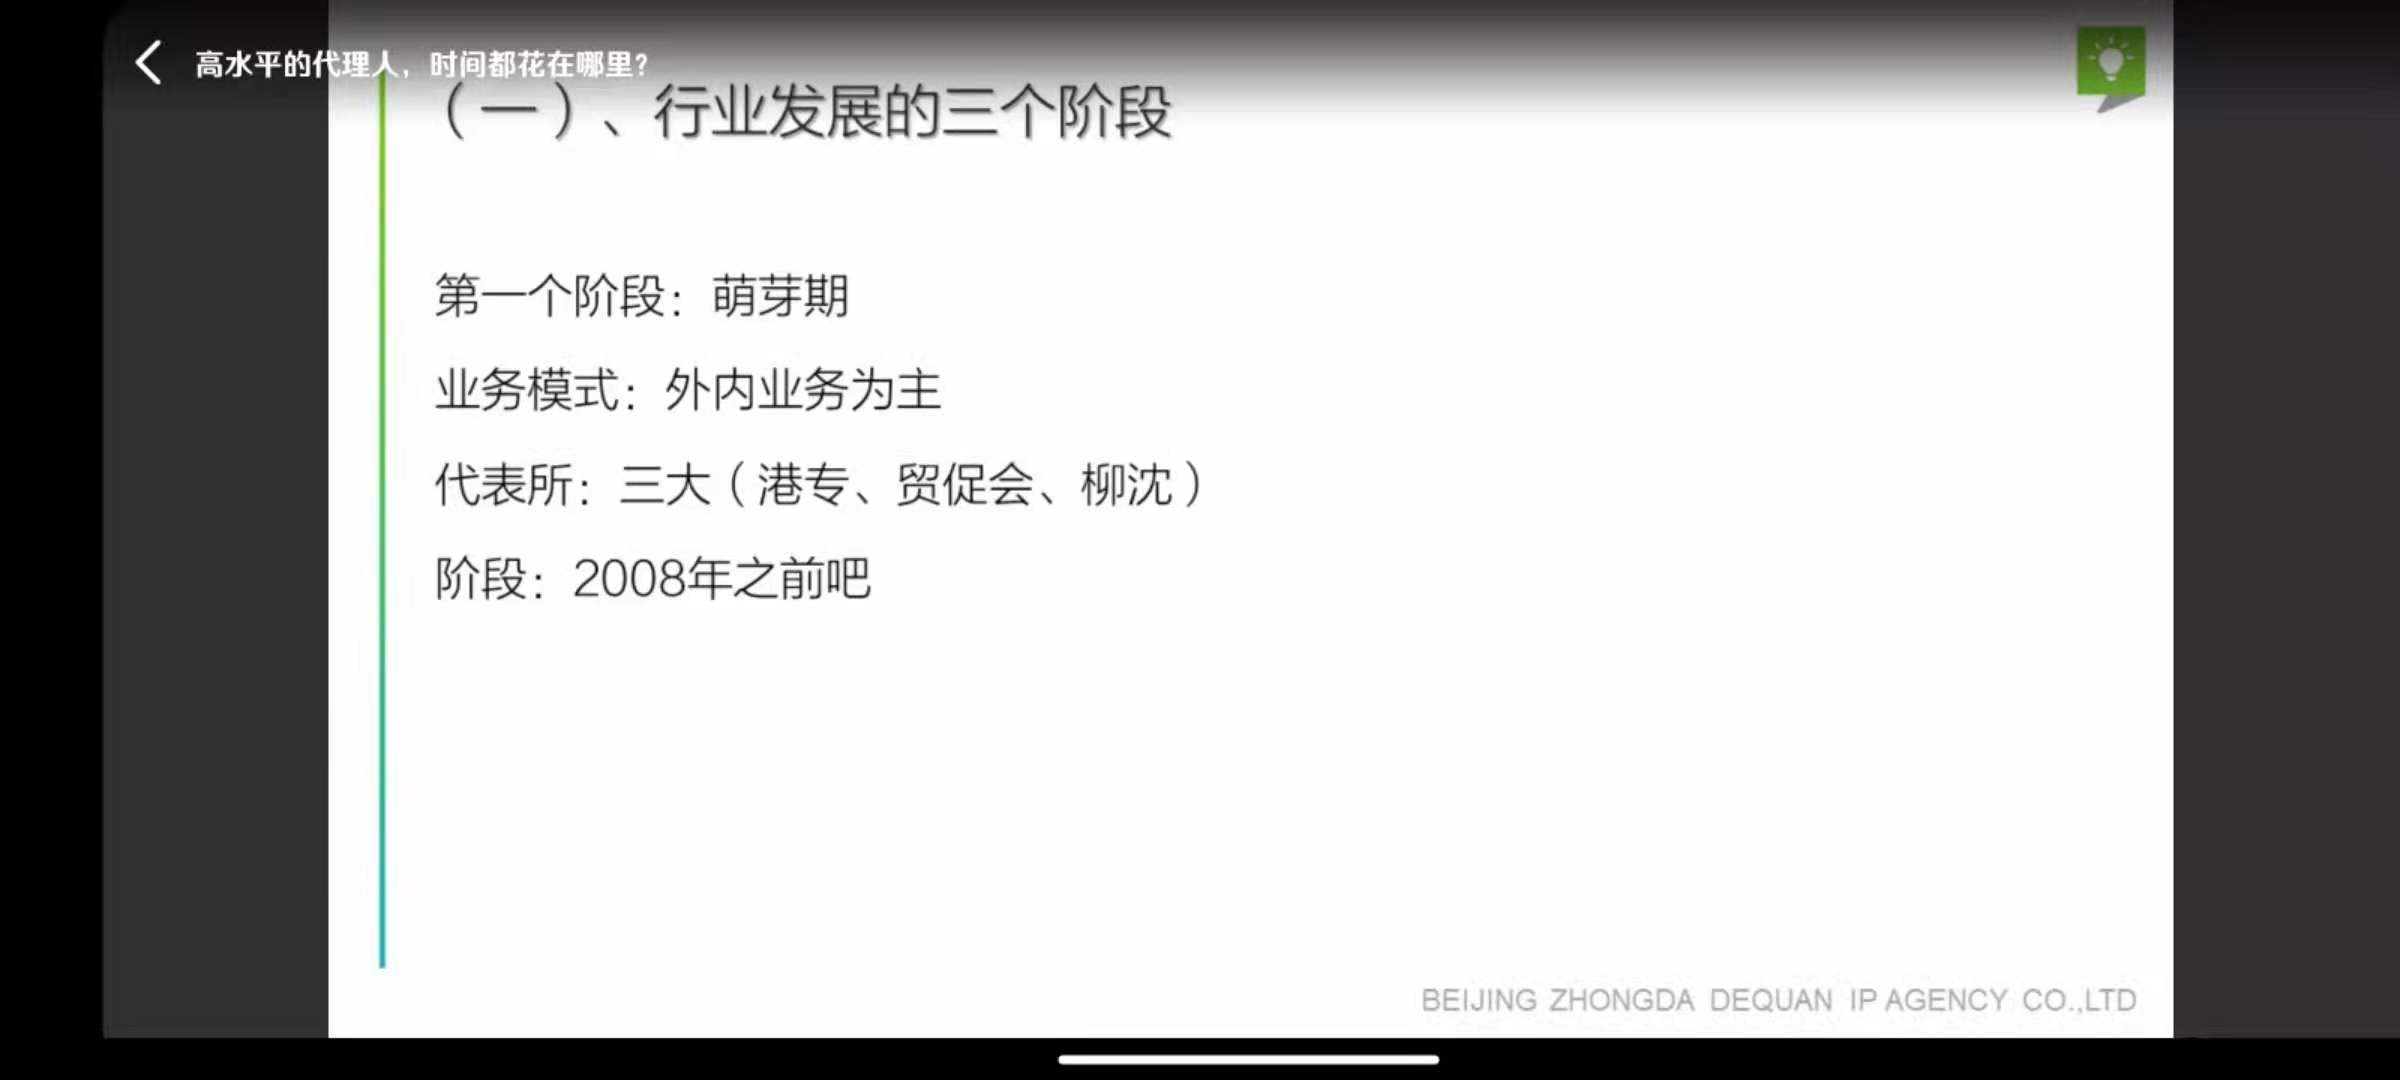 高水平的代理人，时间都花在哪里？
（一）、行业发展的三个阶段
第一个阶段：萌芽期
业务模式：外内业务为主
代表所：三大（港专、贸促会、柳沈）
阶段：2008年之前吧
BEIJING ZHONGDA DEQUAN IP AGENCY CO.,LTD